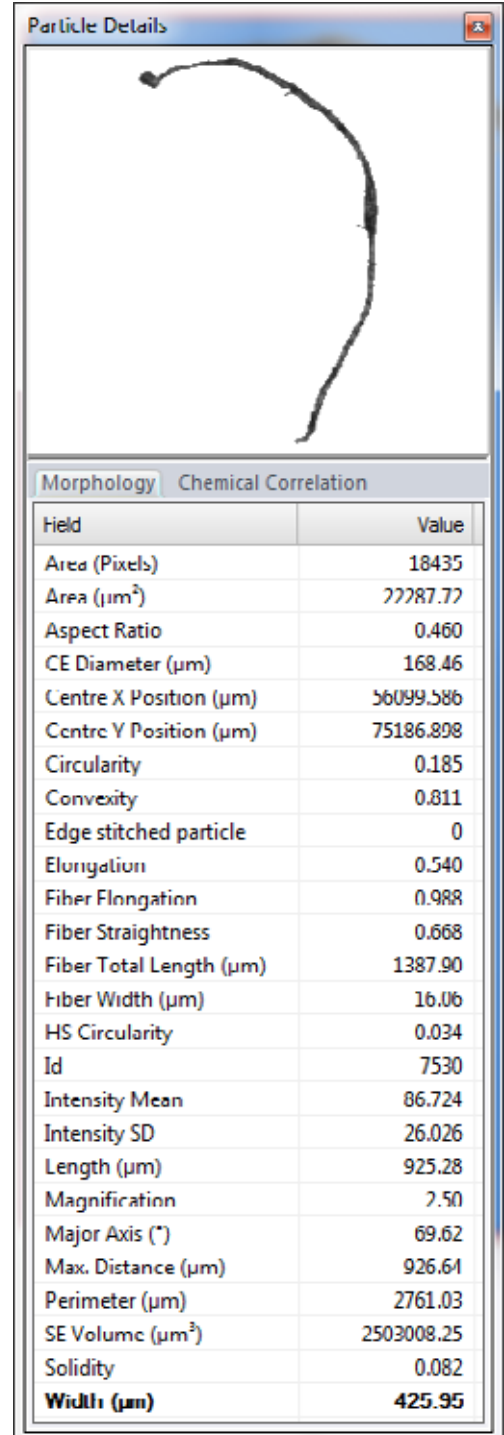 Particle Details
Morphology Chemical Correlation
Field Value
Area (Pixels) 18435
Area (µm²) 22287.72
Aspect Ratio 0.460
CE Diameter (µm) 168.46
Centre X Position (µm) 56099.586
Centre Y Position (µm) 75186.898
Circularity 0.185
Convexity 0.811
Edge stitched particle 0
Elongation 0.540
Fiber Elongation 0.988
Fiber Straightness 0.668
Fiber Total Length (µm) 1387.90
Fiber Width (µm) 16.06
HS Circularity 0.034
Id 7530
Intensity Mean 86.724
Intensity SD 26.026
Length (µm) 925.28
Magnification 2.50
Major Axis (°) 69.62
Max. Distance (µm) 926.64
Perimeter (µm) 2761.03
SE Volume (µm³) 2503008.25
Solidity 0.082
Width (µm) 425.95